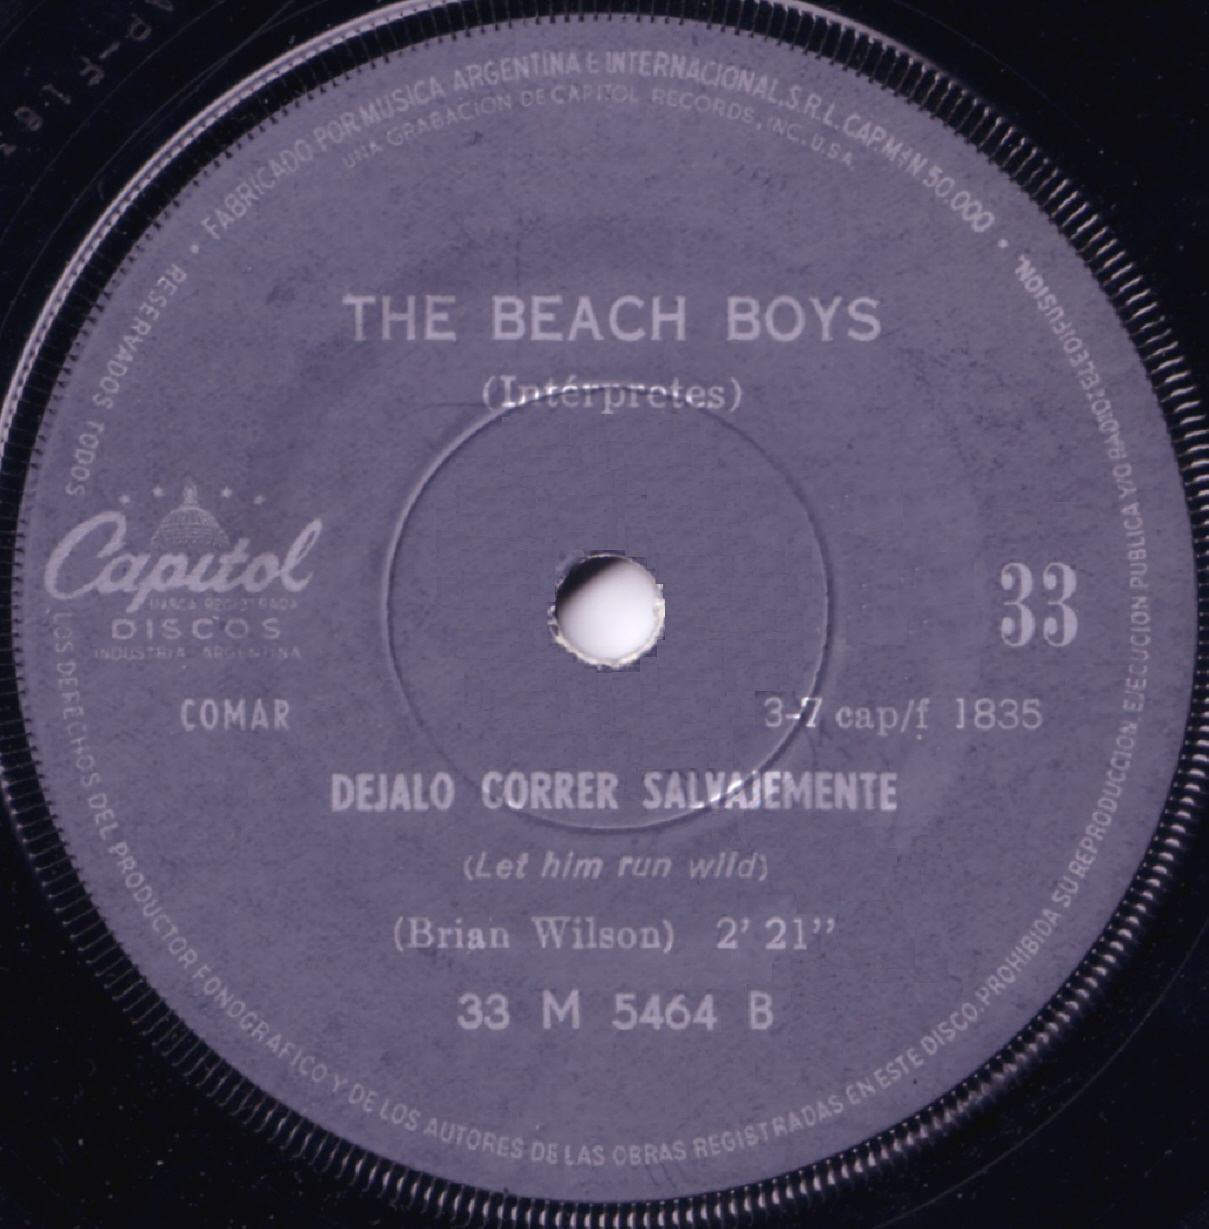 FABRICADO POR MUSICA ARGENTINA E INTERNACIONAL, S.R.L. CAP. M$N 50.000
UNA GRABACION DE CAPITOL RECORDS, INC. U.S.A.
THE BEACH BOYS
(Intérpretes)
Capitol
MARCA REGISTRADA
DISCOS
INDUSTRIA ARGENTINA
33
COMAR
3-7 cap/f 1835
DEJALO CORRER SALVAJEMENTE
(Let him run wild)
(Brian Wilson) 2' 21''
33 M 5464 B
RESERVADOS TODOS LOS DEFECHOS DEL PRODUCTOR FONOGRAFICO Y DE LOS AUTORES DE LAS OBRAS REGISTRADAS EN ESTE DISCO. PROHIBIDA SU REPRODUCCION, EJECUCION PUBLICA Y/O RADIOTELEDIFUSION.